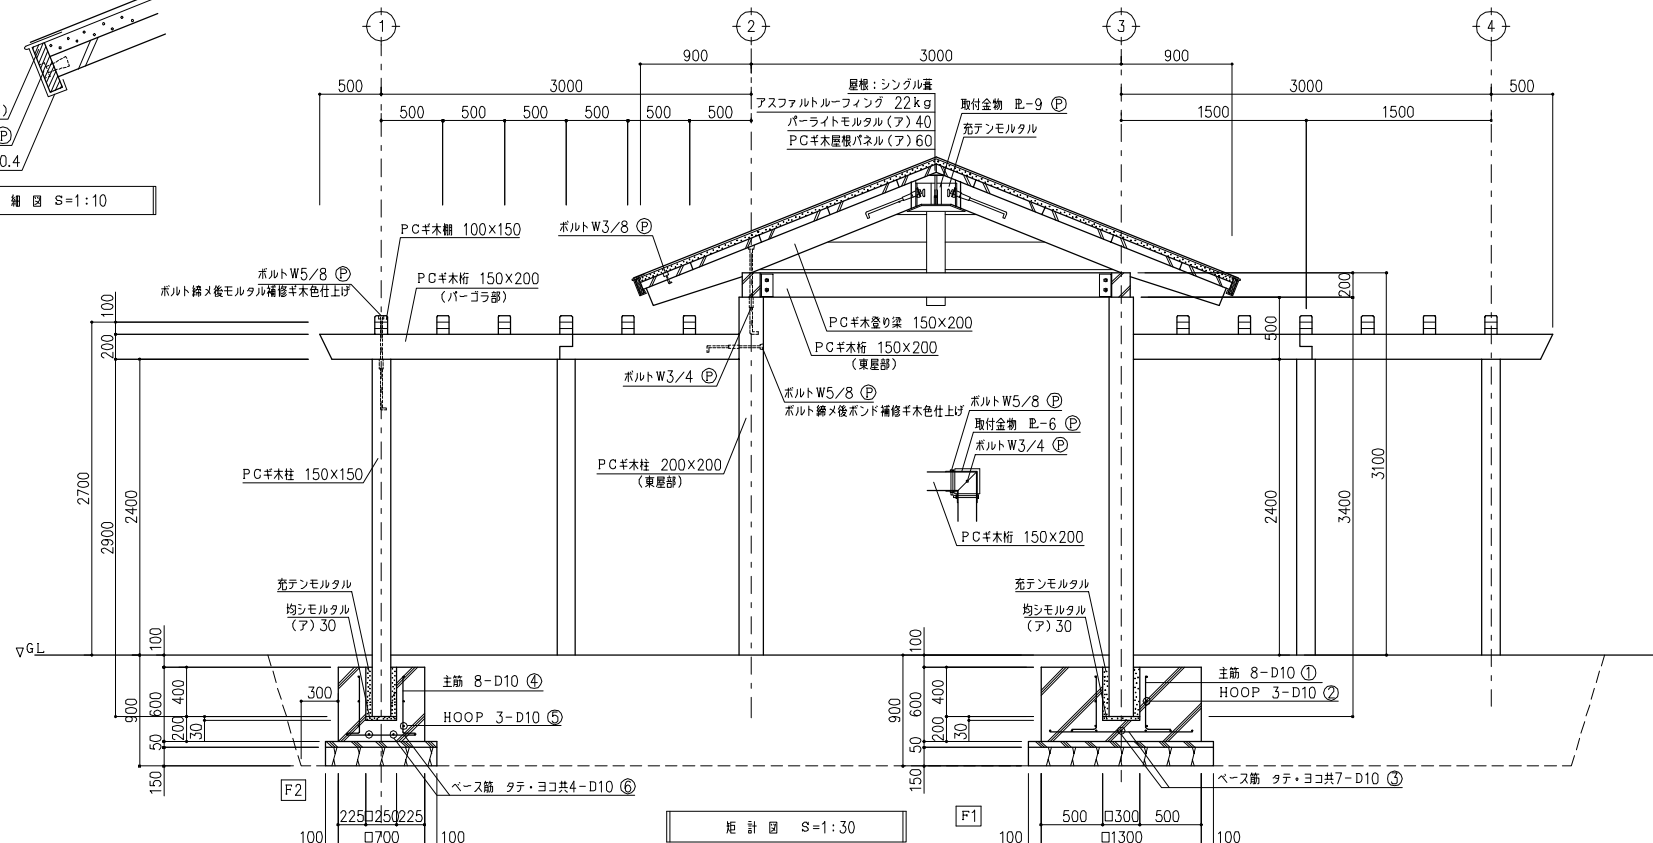 1
2
3
4
900
3000
900
500
3000
3000
500
500
500
500
500
500
500
1500
1500
屋根：シングル葺
アスファルトルーフィング 22kg
パーライトモルタル(ア)40
PCギ木屋根パネル(ア)60
取付金物 PL-9 Ⓟ
充テンモルタル
)
Ⓟ
0.4
細 図 S=1:10
PCギ木棚 100×150
ボルトW3/8 Ⓟ
ボルトW5/8 Ⓟ
ボルト締メ後モルタル補修ギ木色仕上げ
PCギ木桁 150×200
(パーゴラ部)
PCギ木登り梁 150×200
PCギ木桁 150×200
(東屋部)
ボルトW3/4 Ⓟ
ボルトW5/8 Ⓟ
ボルト締メ後ボンド補修ギ木色仕上げ
ボルトW5/8 Ⓟ
取付金物 PL-6 Ⓟ
ボルトW3/4 Ⓟ
PCギ木桁 150×200
PCギ木柱 150×150
PCギ木柱 200×200
(東屋部)
100
200
2700
2900
2400
200
500
2400
3400
3100
▽GL
充テンモルタル
均シモルタル
(ア)30
主筋 8-D10 ④
HOOP 3-D10 ⑤
ベース筋 タテ・ヨコ共4-D10 ⑥
100
900
600
400
200
30
50
150
300
F2
225
□250
225
100
□700
100
充テンモルタル
均シモルタル
(ア)30
主筋 8-D10 ①
HOOP 3-D10 ②
ベース筋 タテ・ヨコ共7-D10 ③
100
900
600
400
200
30
50
150
F1
500
□300
500
100
□1300
100
矩 計 図 S=1:30